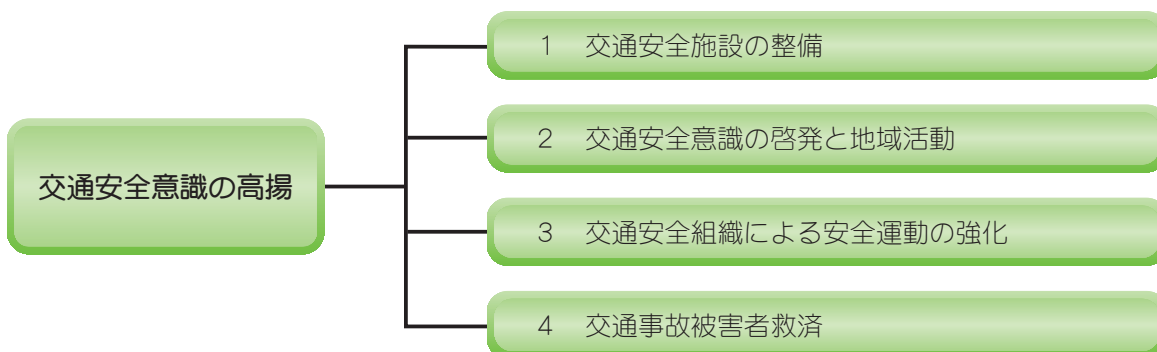 交通安全意識の高揚
1 交通安全施設の整備
2 交通安全意識の啓発と地域活動
3 交通安全組織による安全運動の強化
4 交通事故被害者救済